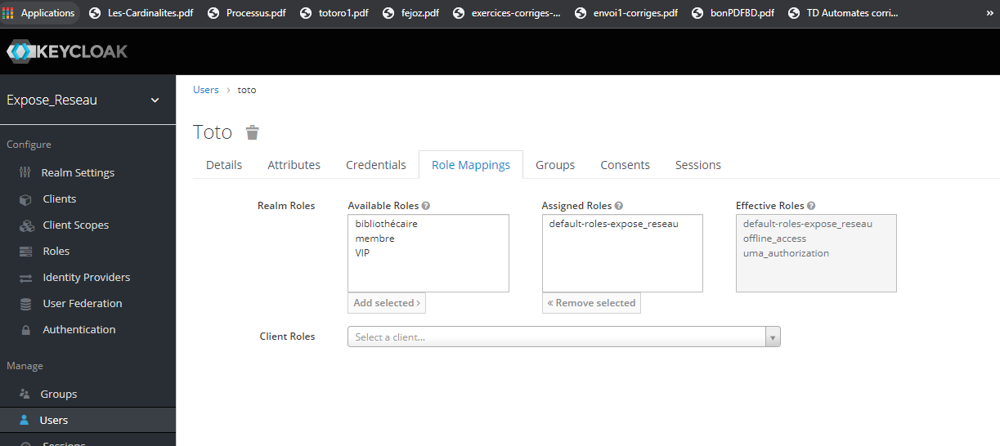 Applications Les-Cardinalites.pdf Processus.pdf totoro1.pdf fejoz.pdf exercices-corriges-... envoi1-corriges.pdf bonPDFBD.pdf TD Automates corri... »
KEYCLOAK
Expose_Reseau
Configure
Realm Settings
Clients
Client Scopes
Roles
Identity Providers
User Federation
Authentication
Manage
Groups
Users
Sessions
Users > toto
Toto
Details Attributes Credentials Role Mappings Groups Consents Sessions
Realm Roles
Available Roles
bibliothécaire
membre
VIP
Add selected >
Assigned Roles
default-roles-expose_reseau
« Remove selected
Effective Roles
default-roles-expose_reseau
offline_access
uma_authorization
Client Roles
Select a client...